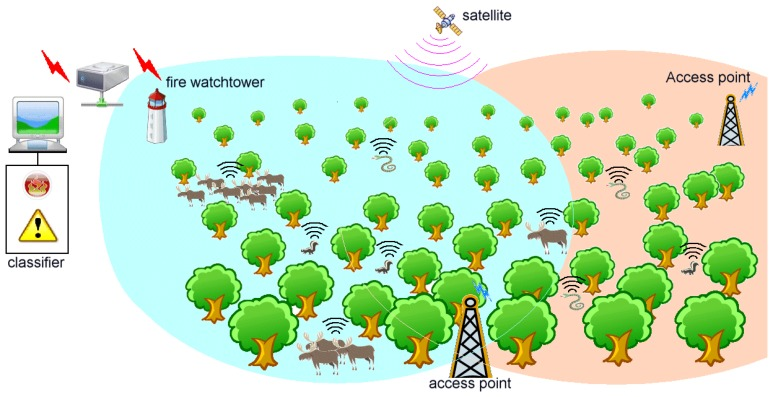 satellite
fire watchtower
Access point
classifier
access point